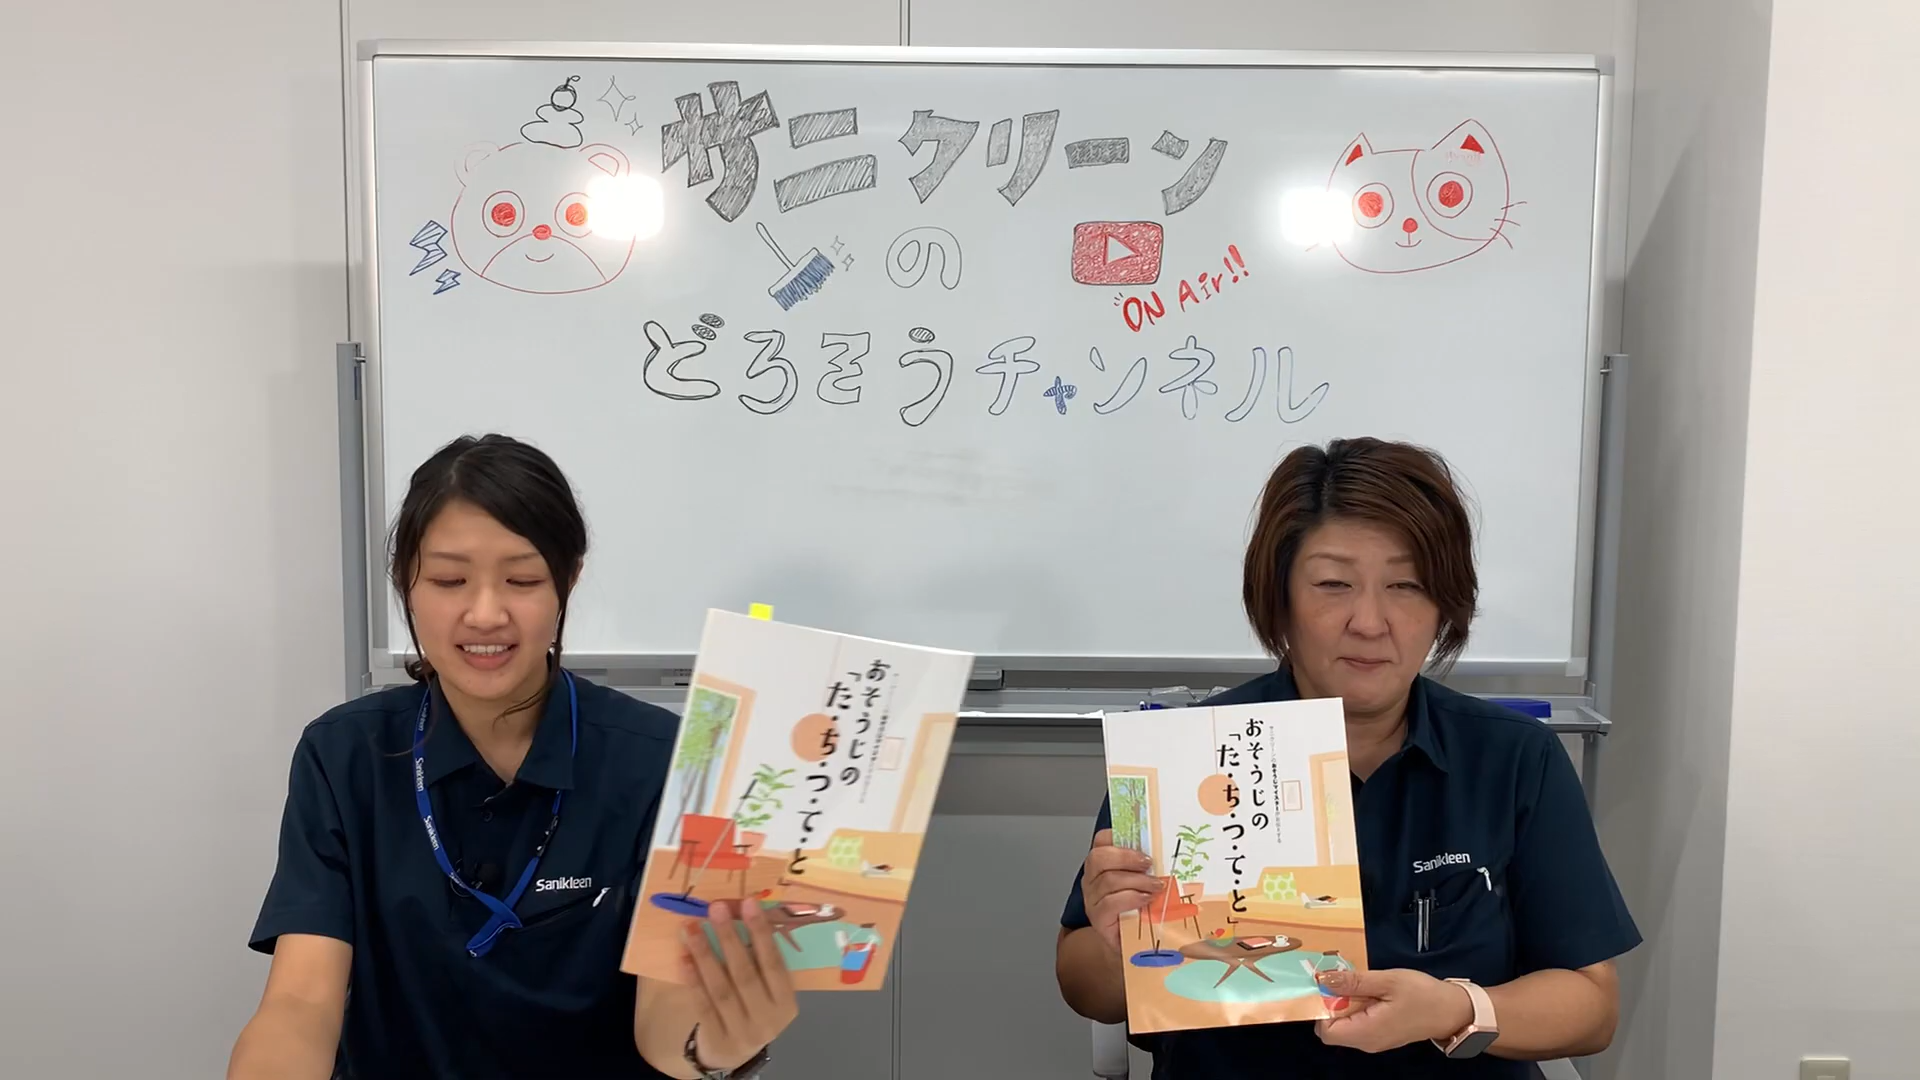 サニクリーン
の
ON Air!!
どろそうチャンネル
おそうじの
「た・ち・つ・て・と」
おそうじの
「た・ち・つ・て・と」
Sanikleen
Sanikleen
Sanikleen
Sanikleen